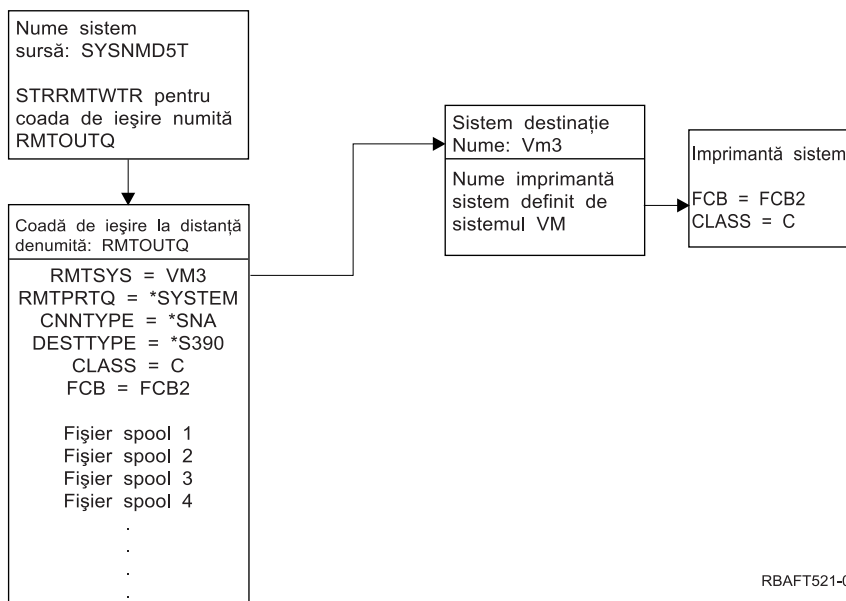 Nume sistem
sursă: SYSNMD5T
STRRMTWTR pentru
coada de ieşire numită
RMTOUTQ
Coadă de ieşire la distanţă
denumită: RMTOUTQ
RMTSYS = VM3
RMTPRTQ = *SYSTEM
CNNTYPE = *SNA
DESTTYPE = *S390
CLASS = C
FCB = FCB2
Fişier spool 1
Fişier spool 2
Fişier spool 3
Fişier spool 4
.
.
.
.
Sistem destinaţie
Nume: Vm3
Nume imprimantă
sistem definit de
sistemul VM
Imprimantă sistem
FCB = FCB2
CLASS = C
RBAFT521-0